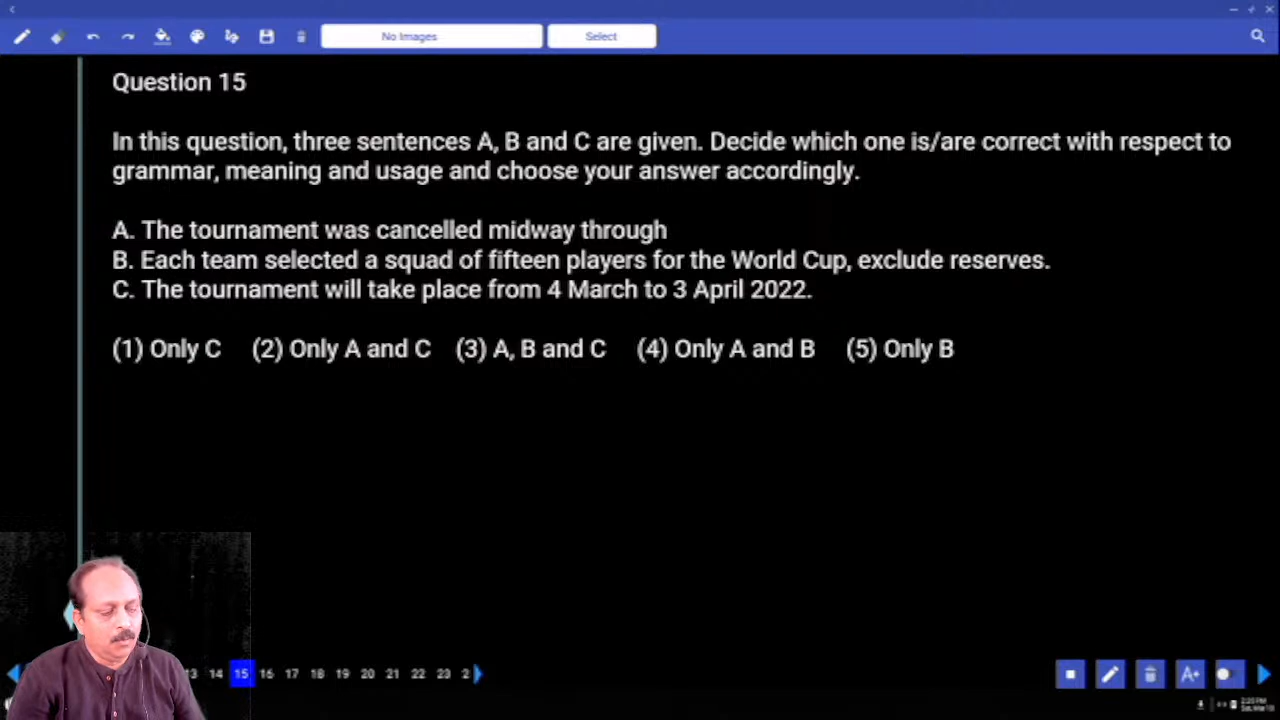 No Images
Select
Question 15
In this question, three sentences A, B and C are given. Decide which one is/are correct with respect to
grammar, meaning and usage and choose your answer accordingly.
A. The tournament was cancelled midway through
B. Each team selected a squad of fifteen players for the World Cup, exclude reserves.
C. The tournament will take place from 4 March to 3 April 2022.
(1) Only C (2) Only A and C (3) A, B and C (4) Only A and B (5) Only B
13 14 15 16 17 18 19 20 21 22 23 2
A+